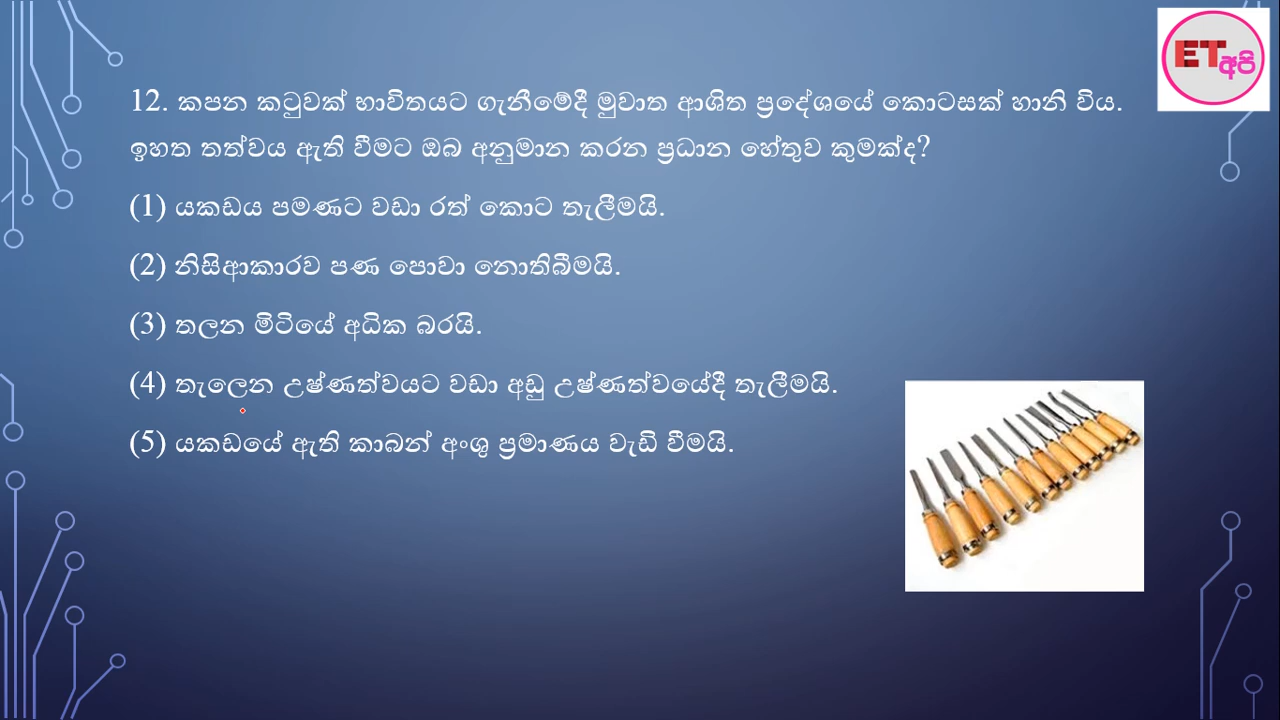 ET
අපි
12. කපන කටුවක් භාවිතයට ගැනීමේදී මුවාත ආශිත ප්‍රදේශයේ කොටසක් හානි විය.
ඉහත තත්වය ඇති වීමට ඔබ අනුමාන කරන ප්‍රධාන හේතුව කුමක්ද?
(1) යකඩය පමණට වඩා රත් කොට තැලීමයි.
(2) නිසිආකාරව පණ පොවා නොතිබීමයි.
(3) තලන මිටියේ අධික බරයි.
(4) තැලෙන උෂ්ණත්වයට වඩා අඩු උෂ්ණත්වයේදී තැලීමයි.
(5) යකඩයේ ඇති කාබන් අංශු ප්‍රමාණය වැඩි වීමයි.